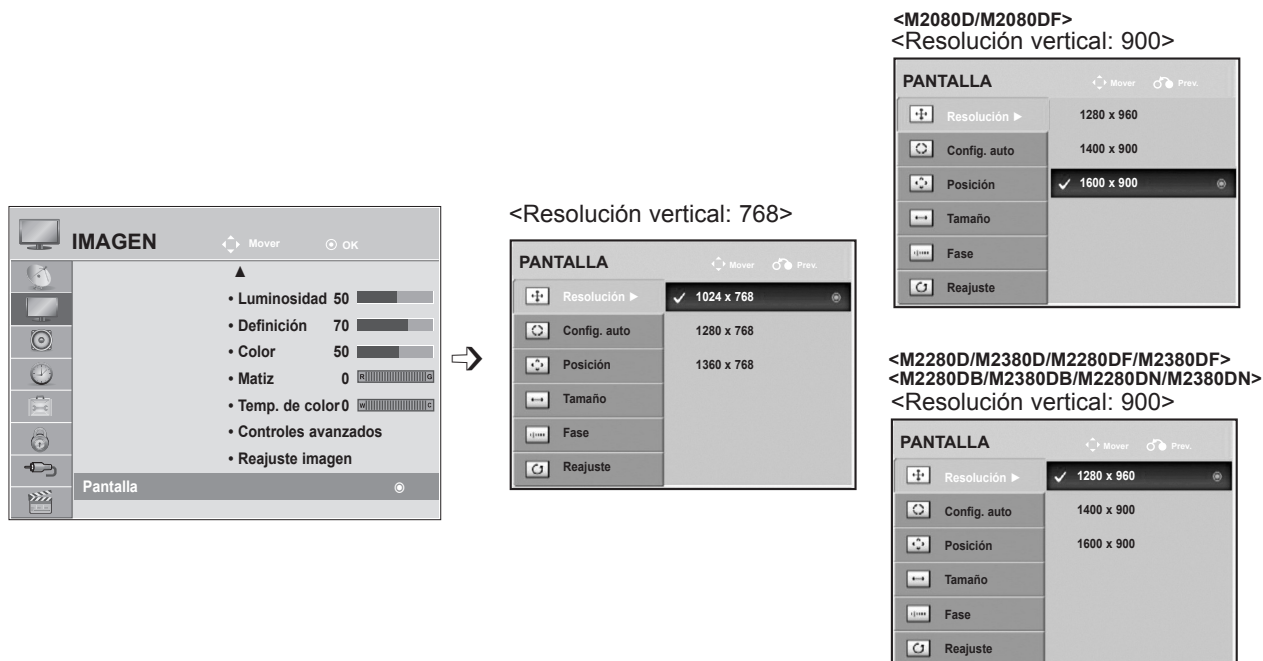 IMAGEN
Mover
OK
▲
• Luminosidad 50
• Definición 70
• Color 50
• Matiz 0 R G
• Temp. de color 0 W C
• Controles avanzados
• Reajuste imagen
Pantalla
<Resolución vertical: 768>
PANTALLA
Mover
Prev.
Resolución ►
✓ 1024 x 768
Config. auto
1280 x 768
Posición
1360 x 768
Tamaño
Fase
Reajuste
<M2080D/M2080DF>
<Resolución vertical: 900>
PANTALLA
Mover
Prev.
Resolución ►
1280 x 960
Config. auto
1400 x 900
Posición
✓ 1600 x 900
Tamaño
Fase
Reajuste
<M2280D/M2380D/M2280DF/M2380DF>
<M2280DB/M2380DB/M2280DN/M2380DN>
<Resolución vertical: 900>
PANTALLA
Mover
Prev.
Resolución ►
✓ 1280 x 960
Config. auto
1400 x 900
Posición
1600 x 900
Tamaño
Fase
Reajuste